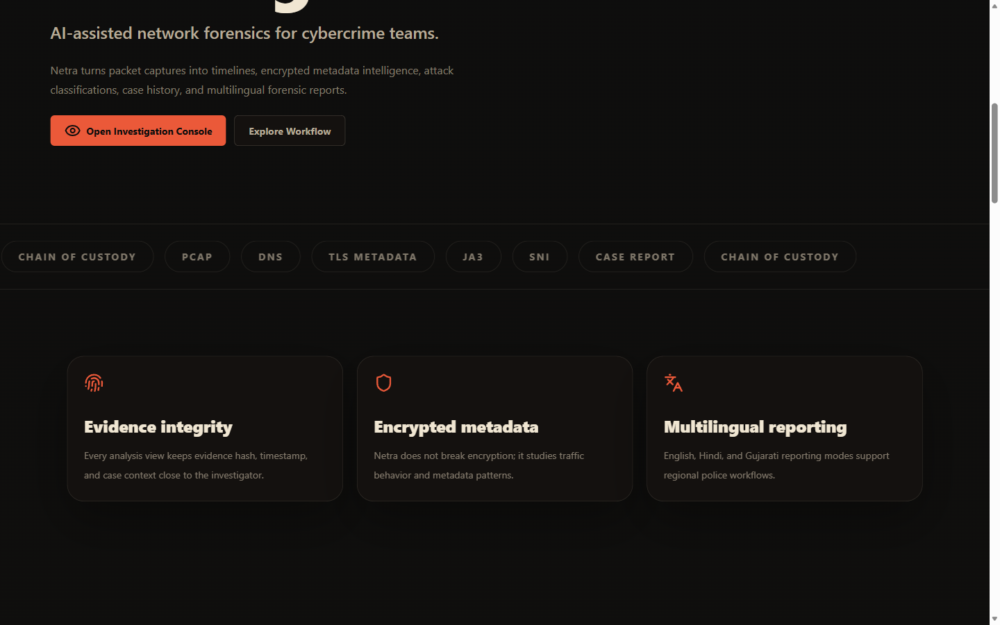 AI-assisted network forensics for cybercrime teams.
Netra turns packet captures into timelines, encrypted metadata intelligence, attack
classifications, case history, and multilingual forensic reports.
Open Investigation Console
Explore Workflow
CHAIN OF CUSTODY
PCAP
DNS
TLS METADATA
JA3
SNI
CASE REPORT
CHAIN OF CUSTODY
Evidence integrity
Every analysis view keeps evidence hash, timestamp,
and case context close to the investigator.
Encrypted metadata
Netra does not break encryption; it studies traffic
behavior and metadata patterns.
Multilingual reporting
English, Hindi, and Gujarati reporting modes support
regional police workflows.